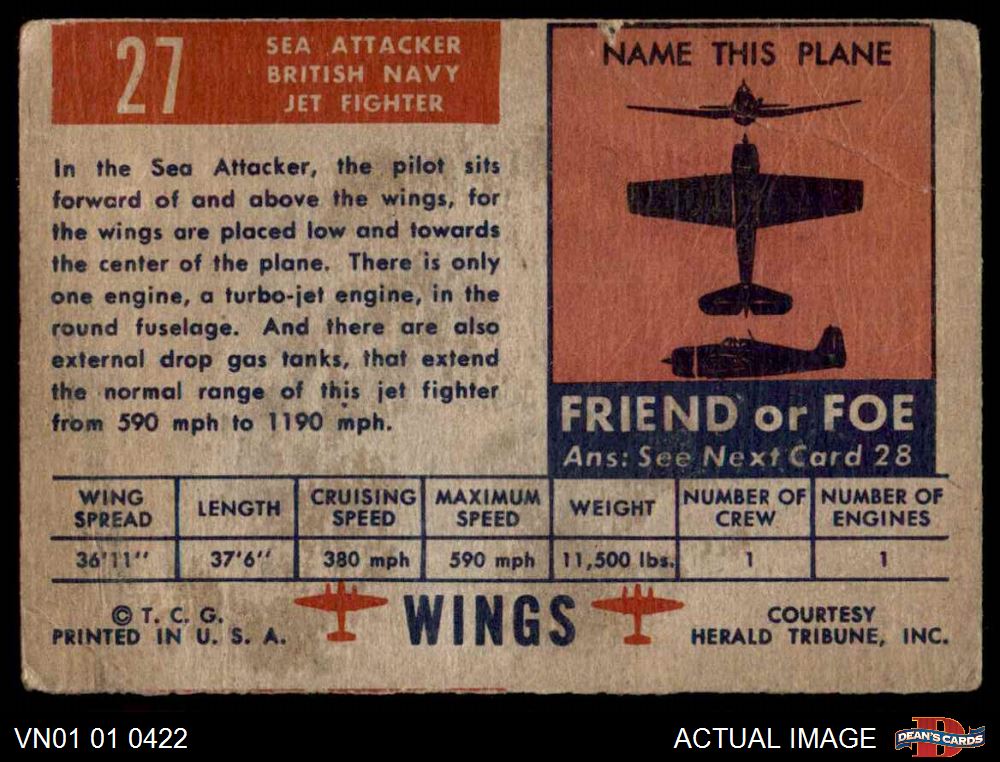 27
SEA ATTACKER
BRITISH NAVY
JET FIGHTER
In the Sea Attacker, the pilot sits
forward of and above the wings, for
the wings are placed low and towards
the center of the plane. There is only
one engine, a turbo-jet engine, in the
round fuselage. And there are also
external drop gas tanks, that extend
the normal range of this jet fighter
from 590 mph to 1190 mph.
NAME THIS PLANE
FRIEND or FOE
Ans: See Next Card 28
WING SPREAD
LENGTH
CRUISING SPEED
MAXIMUM SPEED
WEIGHT
NUMBER OF CREW
NUMBER OF ENGINES
36'11''
37'6''
380 mph
590 mph
11,500 lbs.
1
1
© T. C. G.
PRINTED IN U. S. A.
WINGS
COURTESY
HERALD TRIBUNE, INC.
VN01 01 0422
ACTUAL IMAGE
D
DEAN'S CARDS